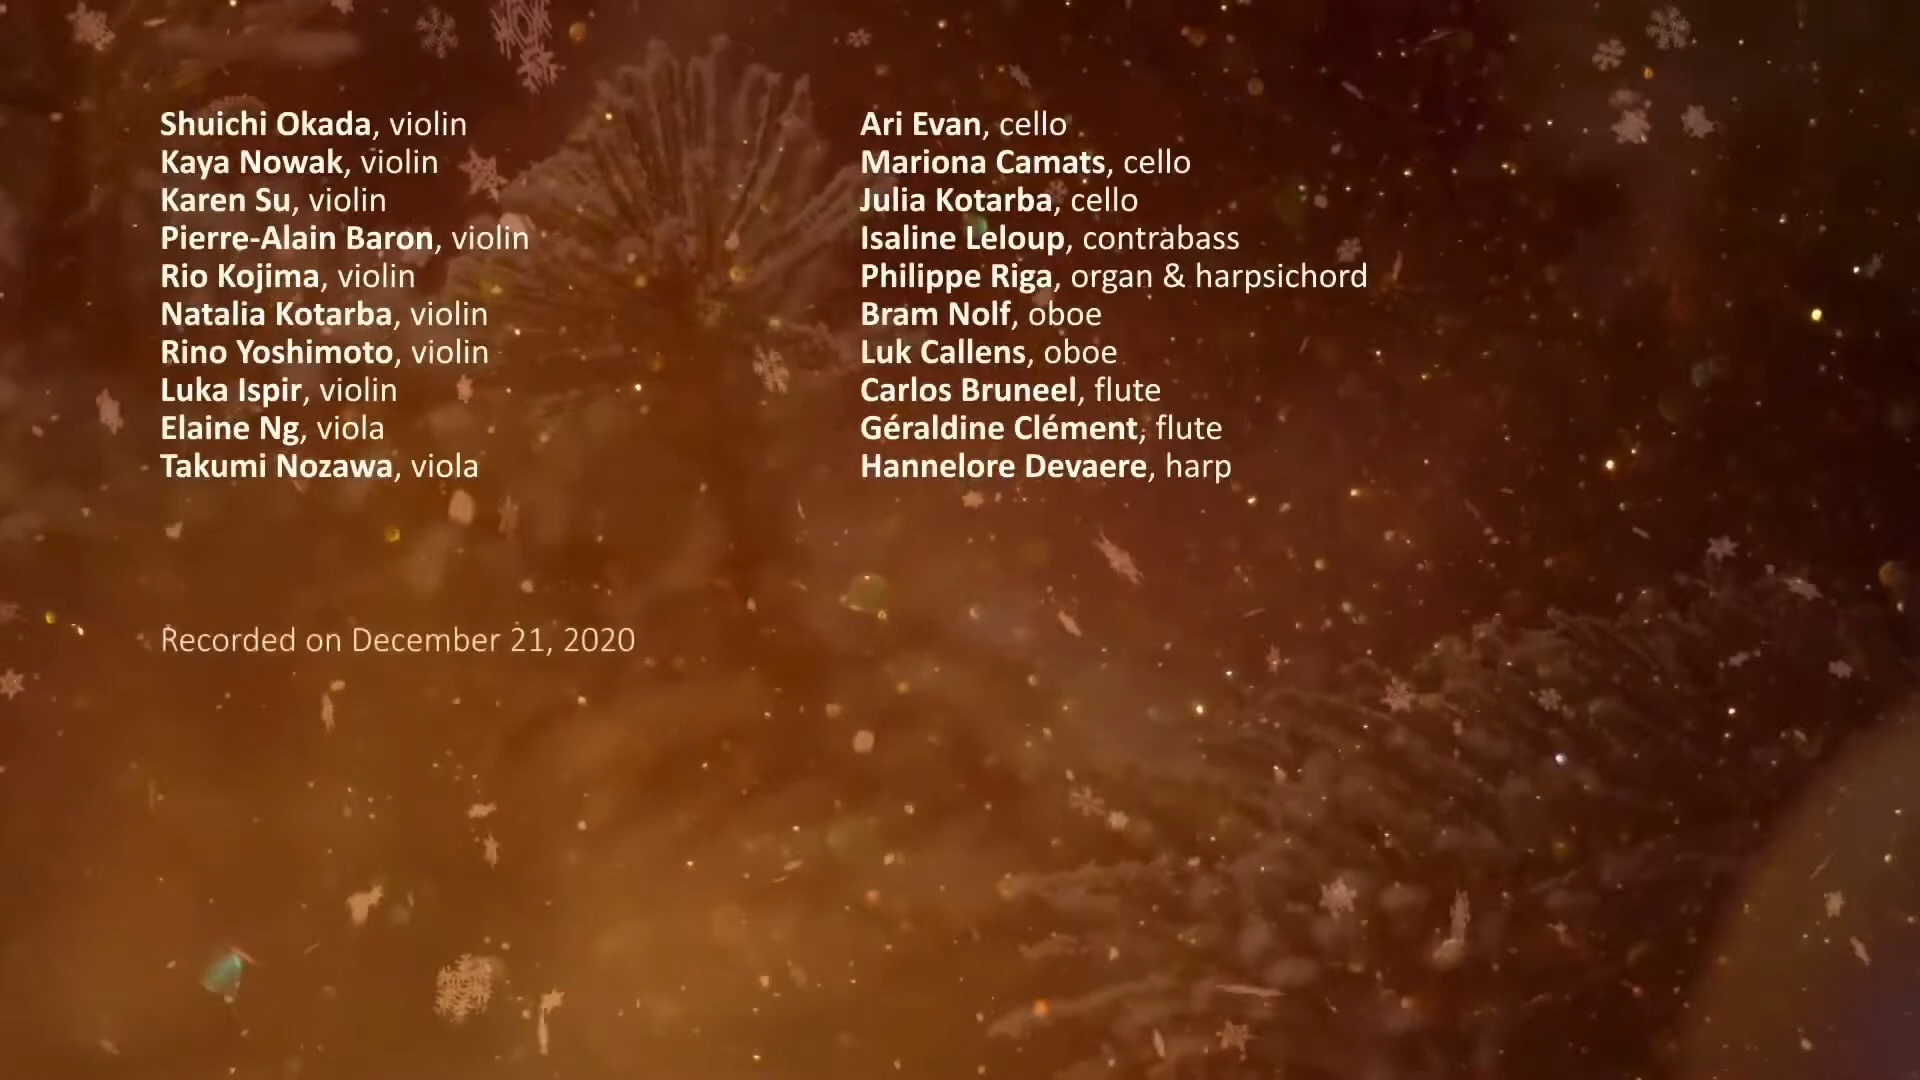 Shuichi Okada, violin
Kaya Nowak, violin
Karen Su, violin
Pierre-Alain Baron, violin
Rio Kojima, violin
Natalia Kotarba, violin
Rino Yoshimoto, violin
Luka Ispir, violin
Elaine Ng, viola
Takumi Nozawa, viola
Ari Evan, cello
Mariona Camats, cello
Julia Kotarba, cello
Isaline Leloup, contrabass
Philippe Riga, organ & harpsichord
Bram Nolf, oboe
Luk Callens, oboe
Carlos Bruneel, flute
Géraldine Clément, flute
Hannelore Devaere, harp
Recorded on December 21, 2020